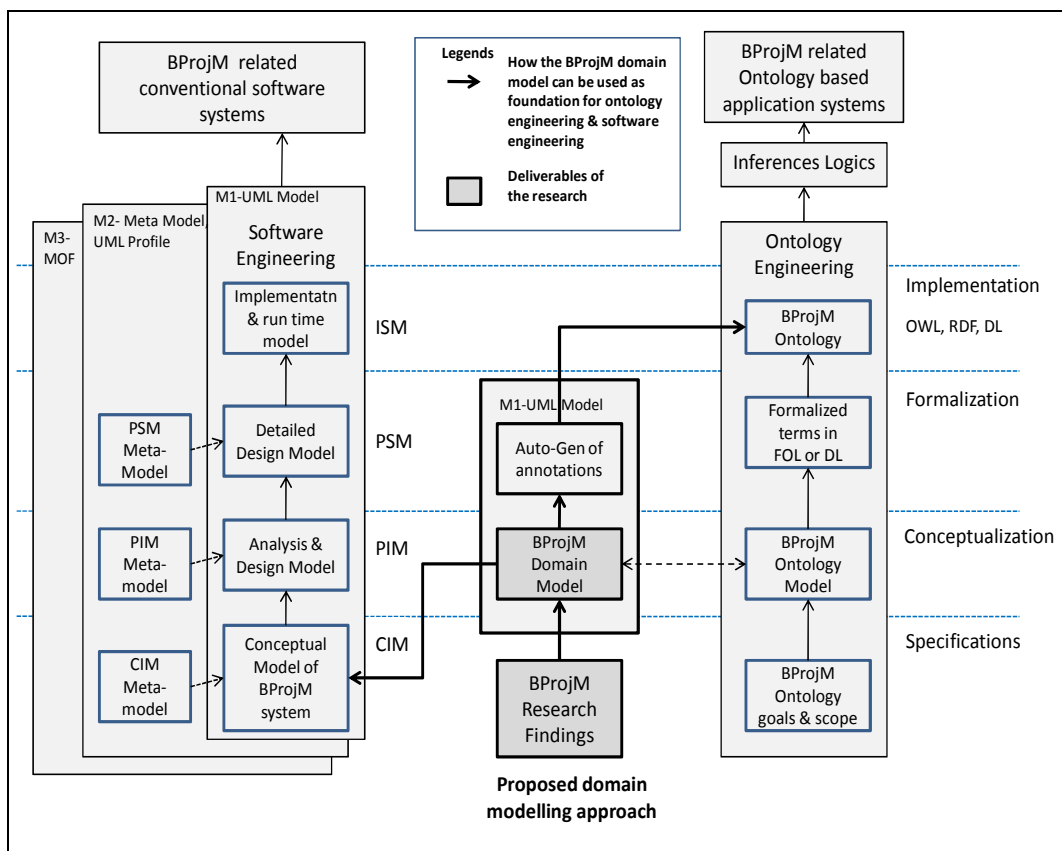 BProjM related
conventional software
systems
Legends
How the BProjM domain
model can be used as
foundation for ontology
engineering & software
engineering
Deliverables of
the research
BProjM related
Ontology based
application systems
Inferences Logics
M3-
MOF
M2- Meta Model,
UML Profile
M1-UML Model
Software
Engineering
Implementatn
& run time
model
Detailed
Design Model
Analysis &
Design Model
Conceptual
Model of
BProjM
system
PSM
Meta-
Model
PIM
Meta-
model
CIM
Meta-
model
ISM
PSM
PIM
CIM
M1-UML Model
Auto-Gen of
annotations
BProjM
Domain
Model
BProjM
Research
Findings
Proposed domain
modelling approach
Ontology
Engineering
BProjM
Ontology
Formalized
terms in
FOL or DL
BProjM
Ontology
Model
BProjM
Ontology
goals & scope
Implementation
OWL, RDF, DL
Formalization
Conceptualization
Specifications